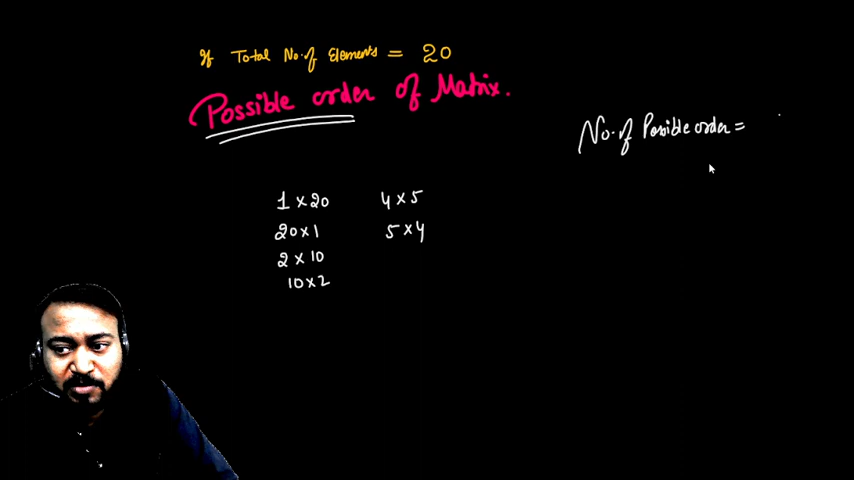 If Total No. of Elements = 20
Possible order of Matrix.
No. of Possible order =
1 × 20
20 × 1
2 × 10
10 × 2
4 × 5
5 × 4